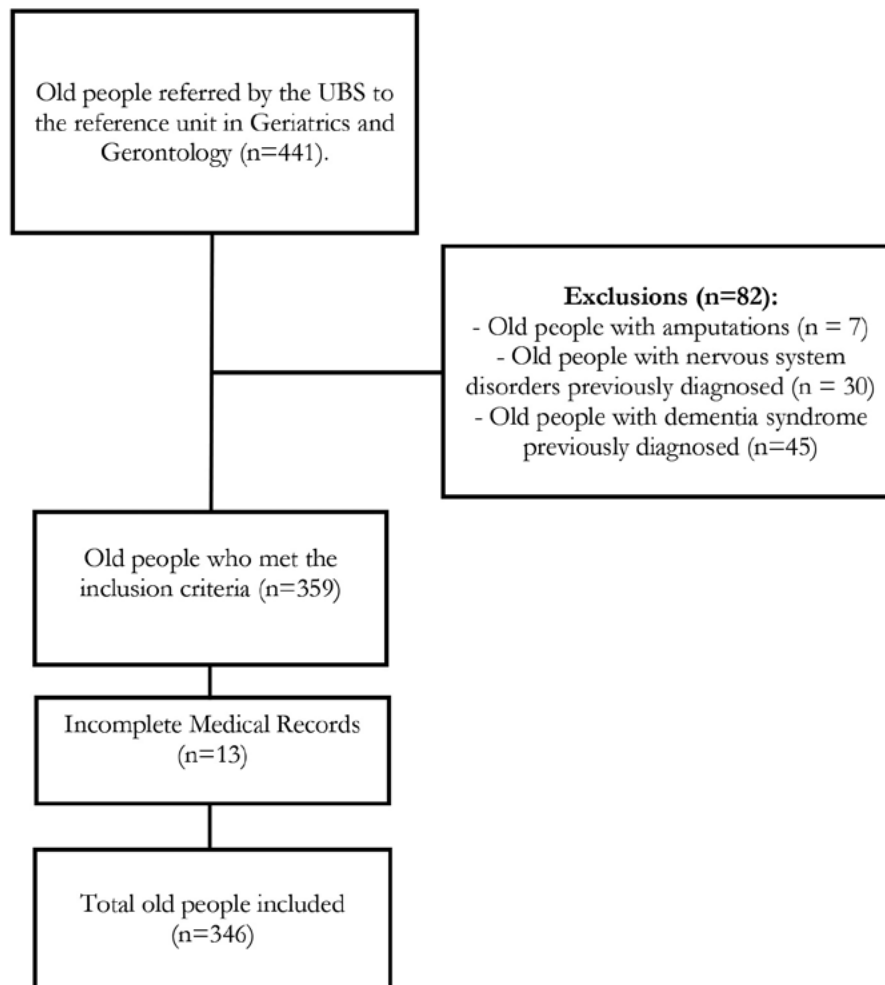 Old people referred by the UBS to
the reference unit in Geriatrics and
Gerontology (n=441).
Exclusions (n=82):
- Old people with amputations (n = 7)
- Old people with nervous system
disorders previously diagnosed (n = 30)
- Old people with dementia syndrome
previously diagnosed (n=45)
Old people who met the
inclusion criteria (n=359)
Incomplete Medical Records
(n=13)
Total old people included
(n=346)